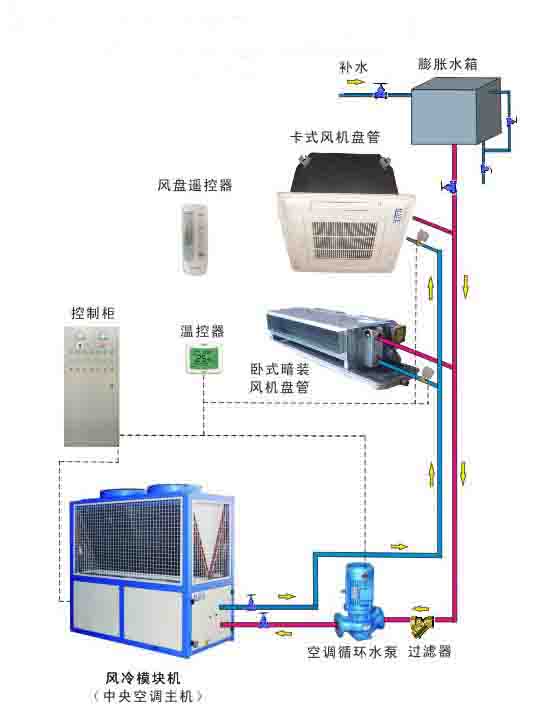 补水
膨胀水箱
卡式风机盘管
风盘遥控器
控制柜
温控器
卧式暗装
风机盘管
空调循环水泵
过滤器
风冷模块机
（中央空调主机）